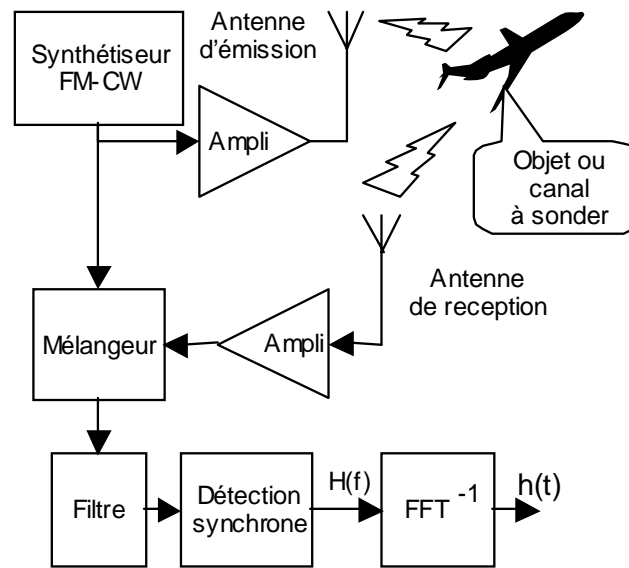 Synthétiseur
FM-CW
Antenne
d'émission
Ampli
Objet ou
canal
à sonder
Antenne
de reception
Mélangeur
Ampli
Filtre
Détection
synchrone
H(f)
FFT -1
h(t)